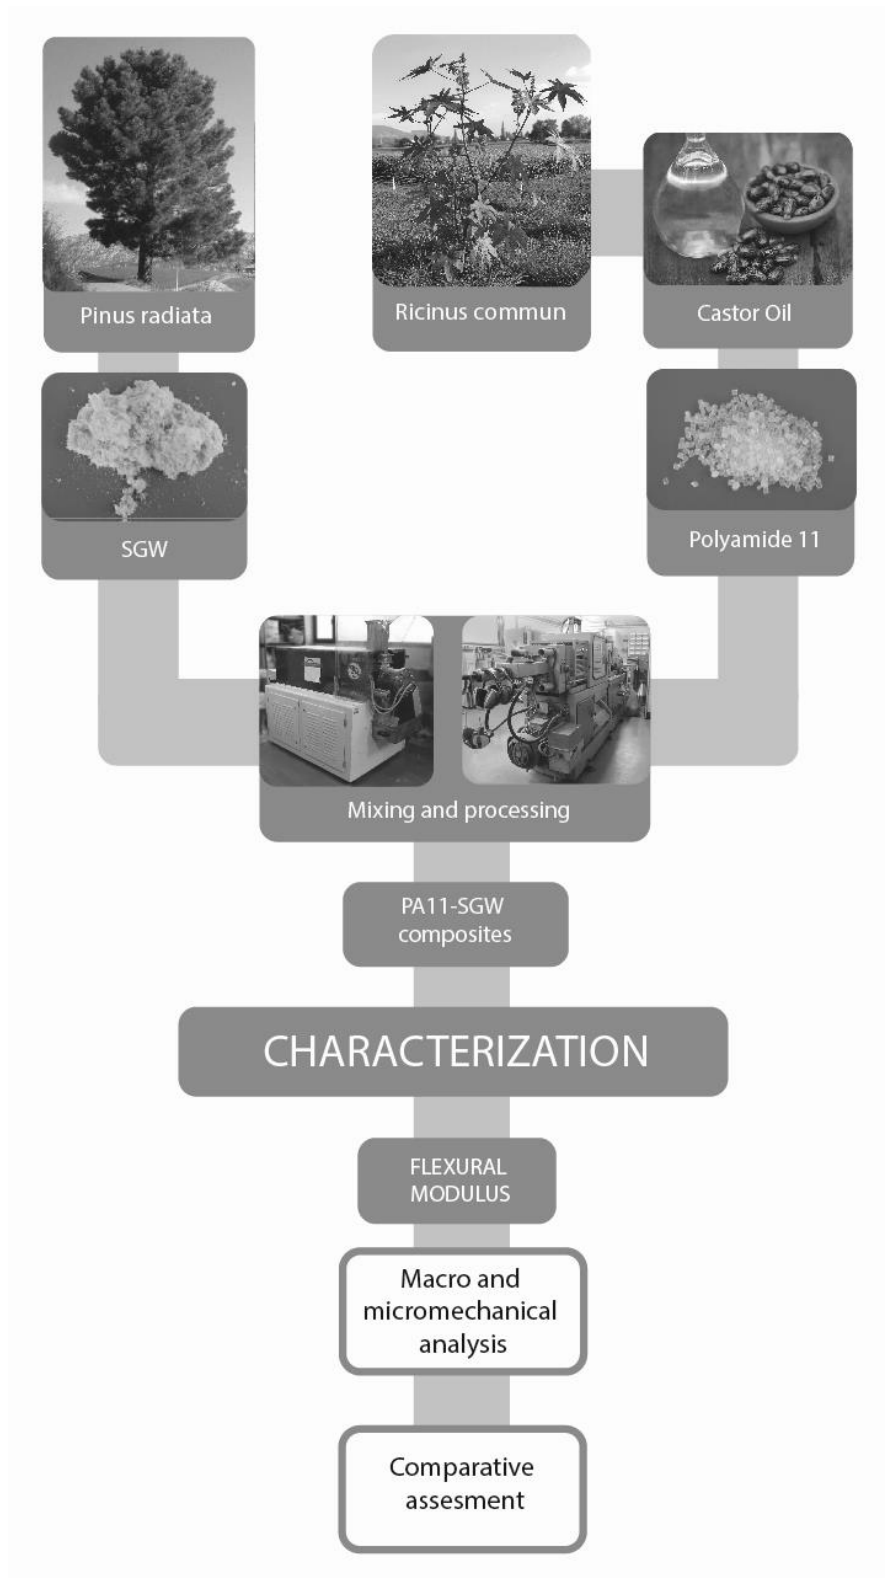 Pinus radiata
Ricinus commun
Castor Oil
SGW
Polyamide 11
Mixing and processing
PA11-SGW
composites
CHARACTERIZATION
FLEXURAL
MODULUS
Macro and
micromechanical
analysis
Comparative
assesment